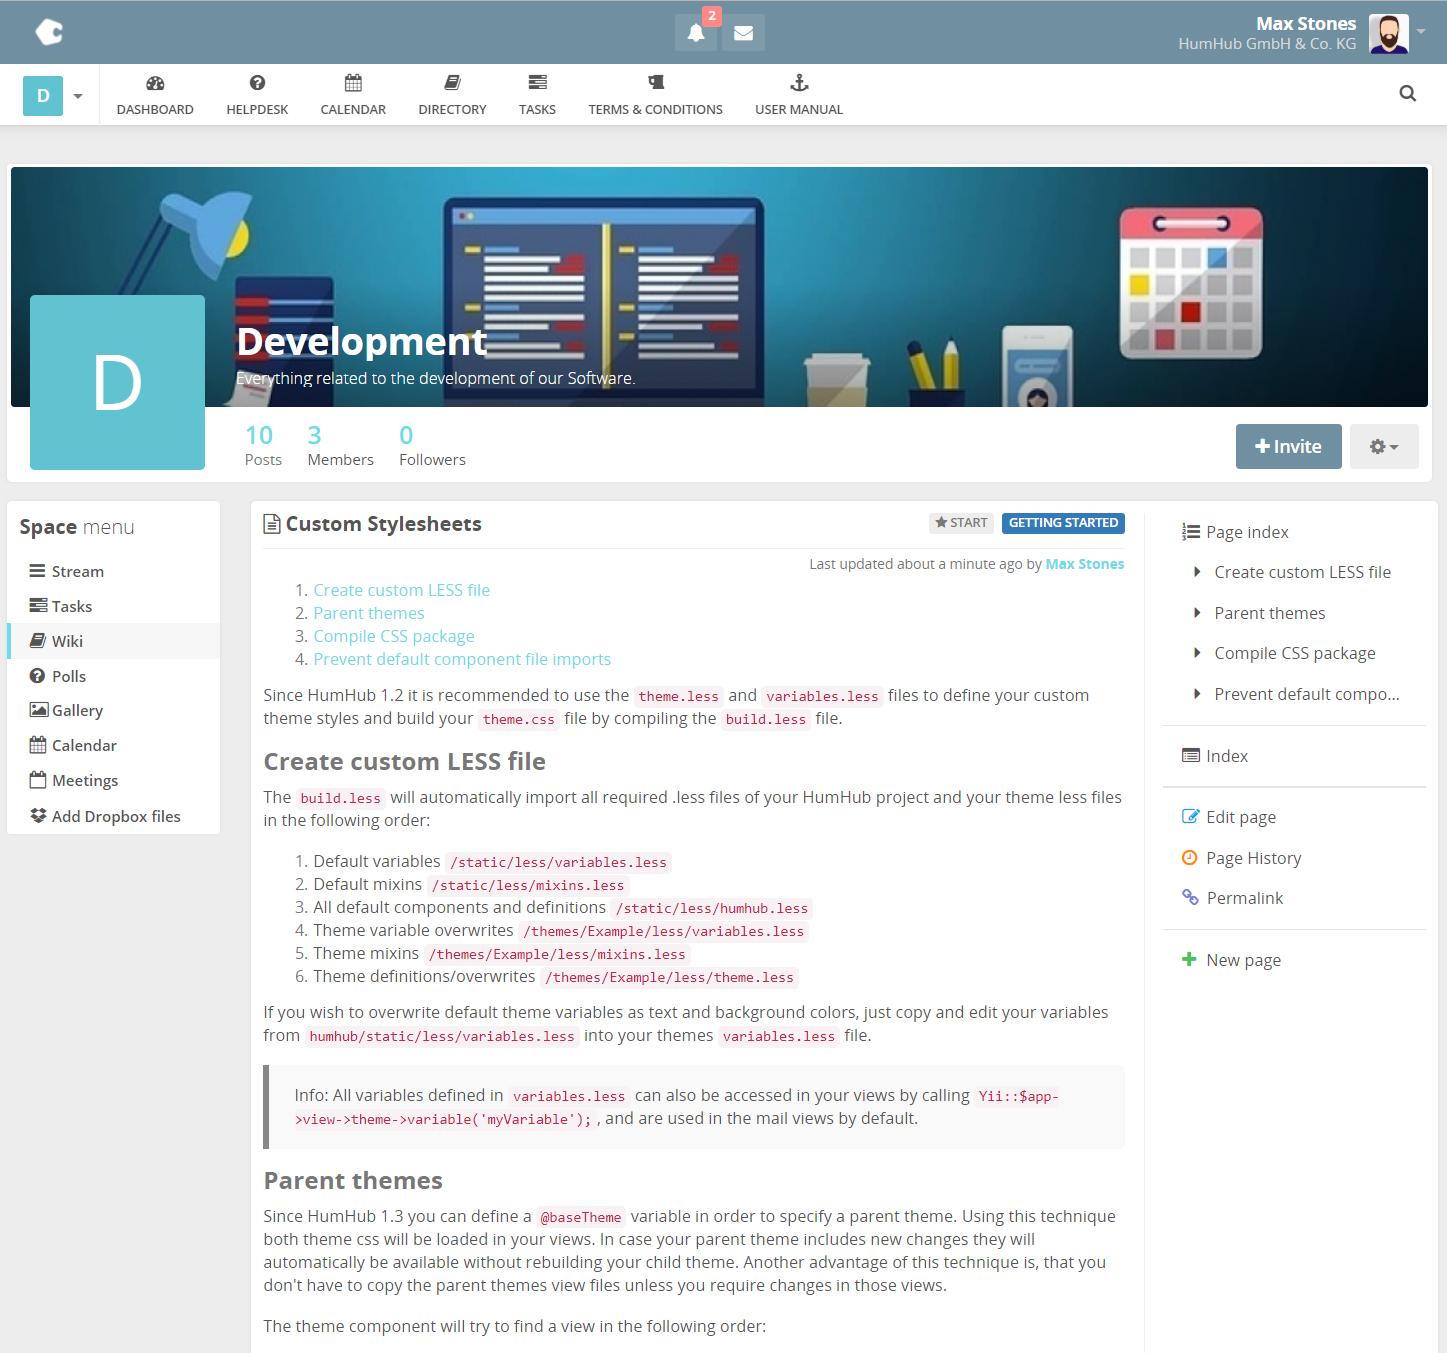 2
Max Stones
HumHub GmbH & Co. KG
D
DASHBOARD
HELPDESK
CALENDAR
DIRECTORY
TASKS
TERMS & CONDITIONS
USER MANUAL
D
Development
Everything related to the development of our Software.
10
Posts
3
Members
0
Followers
Invite
Space menu
Stream
Tasks
Wiki
Polls
Gallery
Calendar
Meetings
Add Dropbox files
Custom Stylesheets
START
GETTING STARTED
Last updated about a minute ago by Max Stones
1. Create custom LESS file
2. Parent themes
3. Compile CSS package
4. Prevent default component file imports
Since HumHub 1.2 it is recommended to use the theme.less and variables.less files to define your custom
theme styles and build your theme.css file by compiling the build.less file.
Create custom LESS file
The build.less will automatically import all required .less files of your HumHub project and your theme less files
in the following order:
1. Default variables /static/less/variables.less
2. Default mixins /static/less/mixins.less
3. All default components and definitions /static/less/humhub.less
4. Theme variable overwrites /themes/Example/less/variables.less
5. Theme mixins /themes/Example/less/mixins.less
6. Theme definitions/overwrites /themes/Example/less/theme.less
If you wish to overwrite default theme variables as text and background colors, just copy and edit your variables
from humhub/static/less/variables.less into your themes variables.less file.
Info: All variables defined in variables.less can also be accessed in your views by calling Yii::$app-
>view->theme->variable('myVariable'); , and are used in the mail views by default.
Parent themes
Since HumHub 1.3 you can define a @baseTheme variable in order to specify a parent theme. Using this technique
both theme css will be loaded in your views. In case your parent theme includes new changes they will
automatically be available without rebuilding your child theme. Another advantage of this technique is, that you
don't have to copy the parent themes view files unless you require changes in those views.
The theme component will try to find a view in the following order:
Page index
Create custom LESS file
Parent themes
Compile CSS package
Prevent default compo...
Index
Edit page
Page History
Permalink
New page